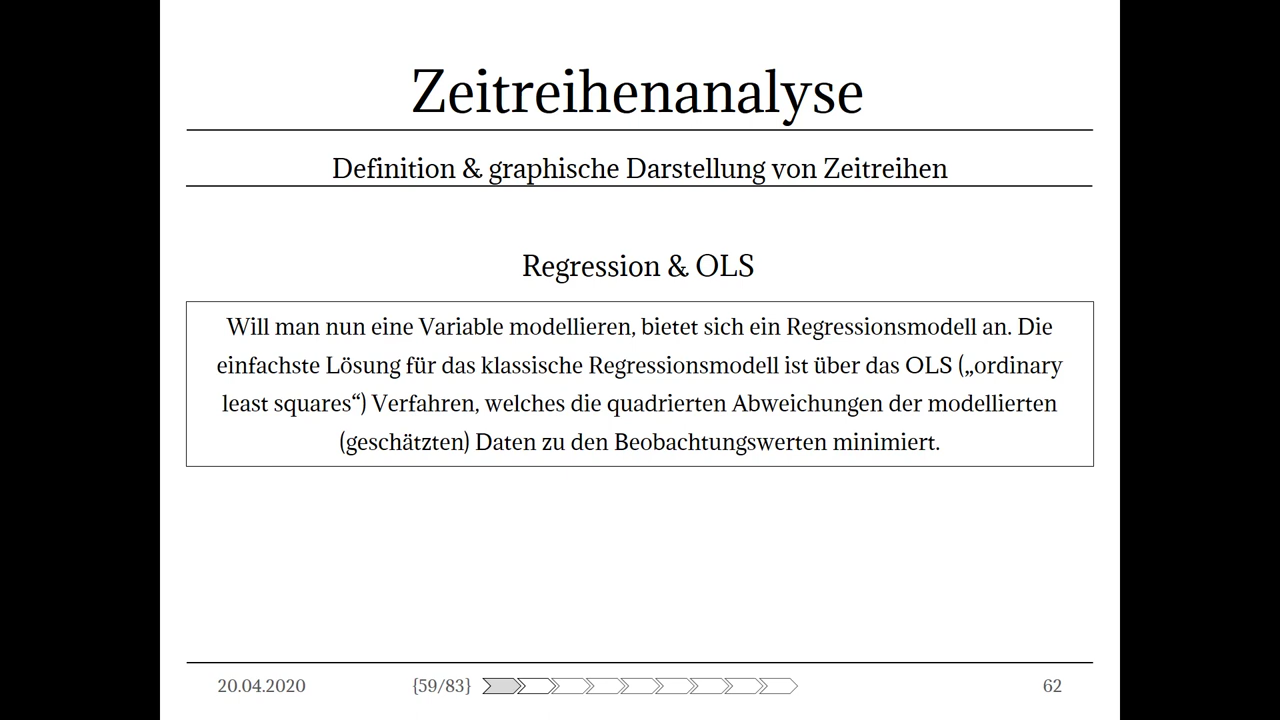 Zeitreihenanalyse
Definition & graphische Darstellung von Zeitreihen
Regression & OLS
Will man nun eine Variable modellieren, bietet sich ein Regressionsmodell an. Die
einfachste Lösung für das klassische Regressionsmodell ist über das OLS („ordinary
least squares“) Verfahren, welches die quadrierten Abweichungen der modellierten
(geschätzten) Daten zu den Beobachtungswerten minimiert.
20.04.2020 {59/83} 62